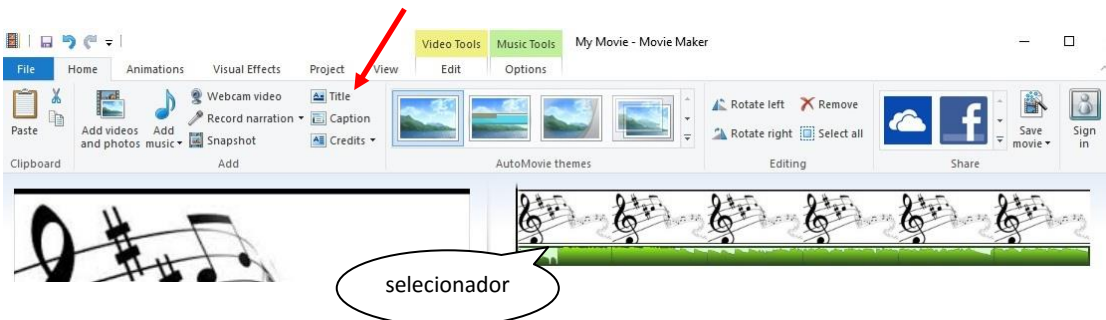 Video Tools Music Tools My Movie - Movie Maker
File Home Animations Visual Effects Project View Edit Options
Webcam video Title Rotate left Remove
Record narration Caption
Paste Add videos and photos Add music Snapshot Credits Rotate right Select all Save movie Sign in
Clipboard Add AutoMovie themes Editing Share
selecionador